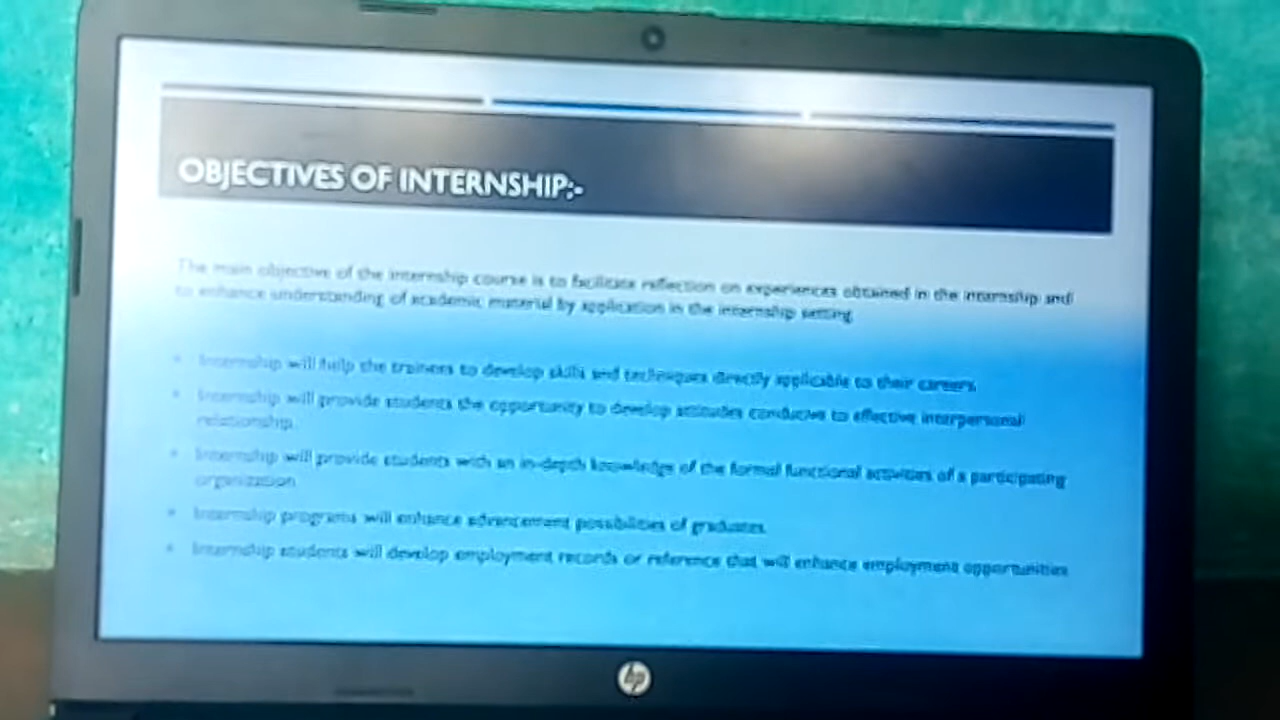 OBJECTIVES OF INTERNSHIP:-
The main objective of the internship course is to facilitate reflection on experiences obtained in the internship and
to enhance understanding of academic material by application in the internship setting.
Internship will help the trainees to develop skills and techniques directly applicable to their careers.
Internship will provide students the opportunity to develop attitudes conducive to effective interpersonal
relationship.
Internship will provide students with an in-depth knowledge of the formal functional activities of a participating
organization
Internship programs will enhance advancement possibilities of graduates.
Internship students will develop employment records or reference that will enhance employment opportunities
hp